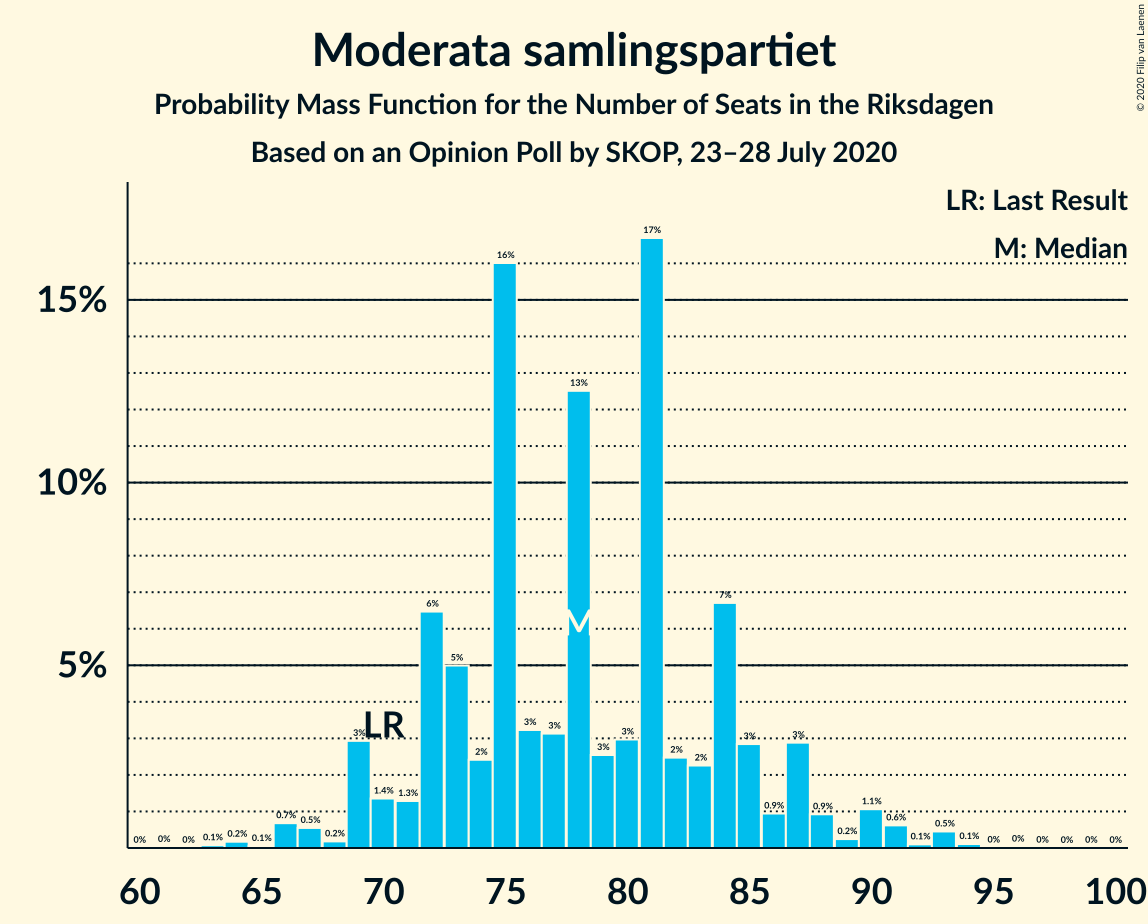 Moderata samlingspartiet
Probability Mass Function for the Number of Seats in the Riksdagen
Based on an Opinion Poll by SKOP, 23–28 July 2020
© 2020 Filip van Laenen
LR: Last Result
M: Median
15%
10%
5%
0% 0% 0% 0.1% 0.2% 0.1% 0.7% 0.5% 0.2% 3% 1.4% 1.3% 6% 5% 2% 16% 3% 3% 13% 3% 3% 17% 2% 2% 7% 3% 0.9% 3% 0.9% 0.2% 1.1% 0.6% 0.1% 0.5% 0.1% 0% 0% 0% 0% 0% 0%
LR
M
60 65 70 75 80 85 90 95 100